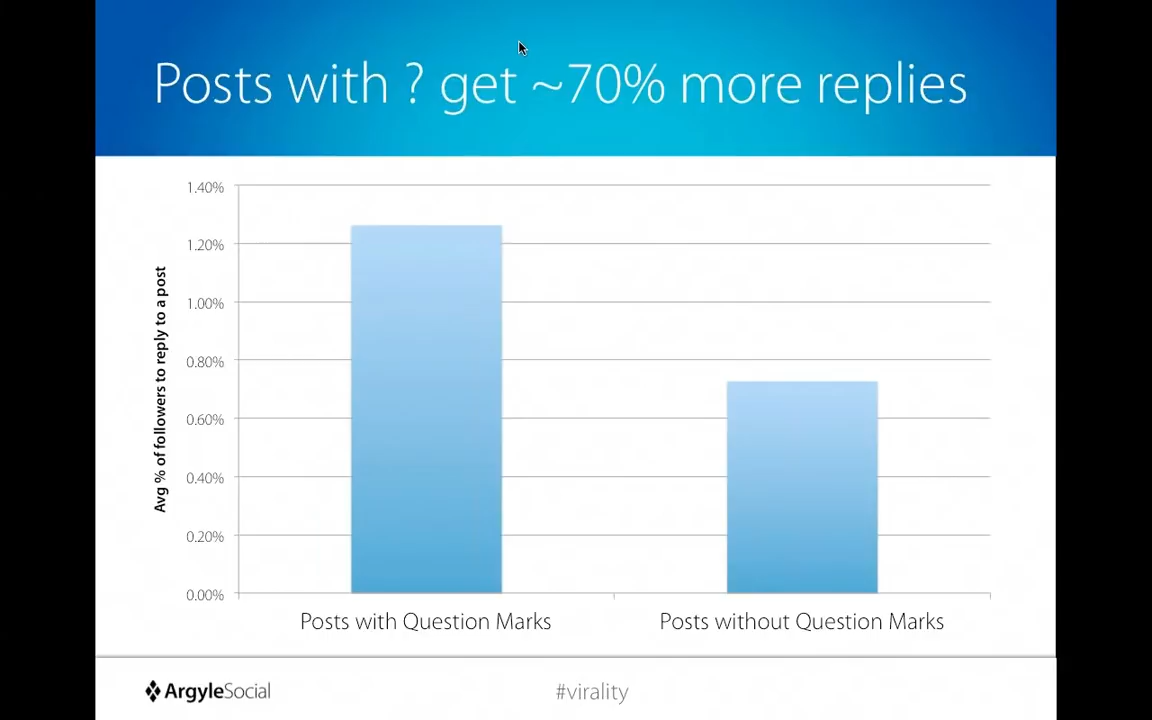 Posts with ? get ~70% more replies
Avg % of followers to reply to a post
1.40%
1.20%
1.00%
0.80%
0.60%
0.40%
0.20%
0.00%
Posts with Question Marks
Posts without Question Marks
ArgyleSocial
#virality